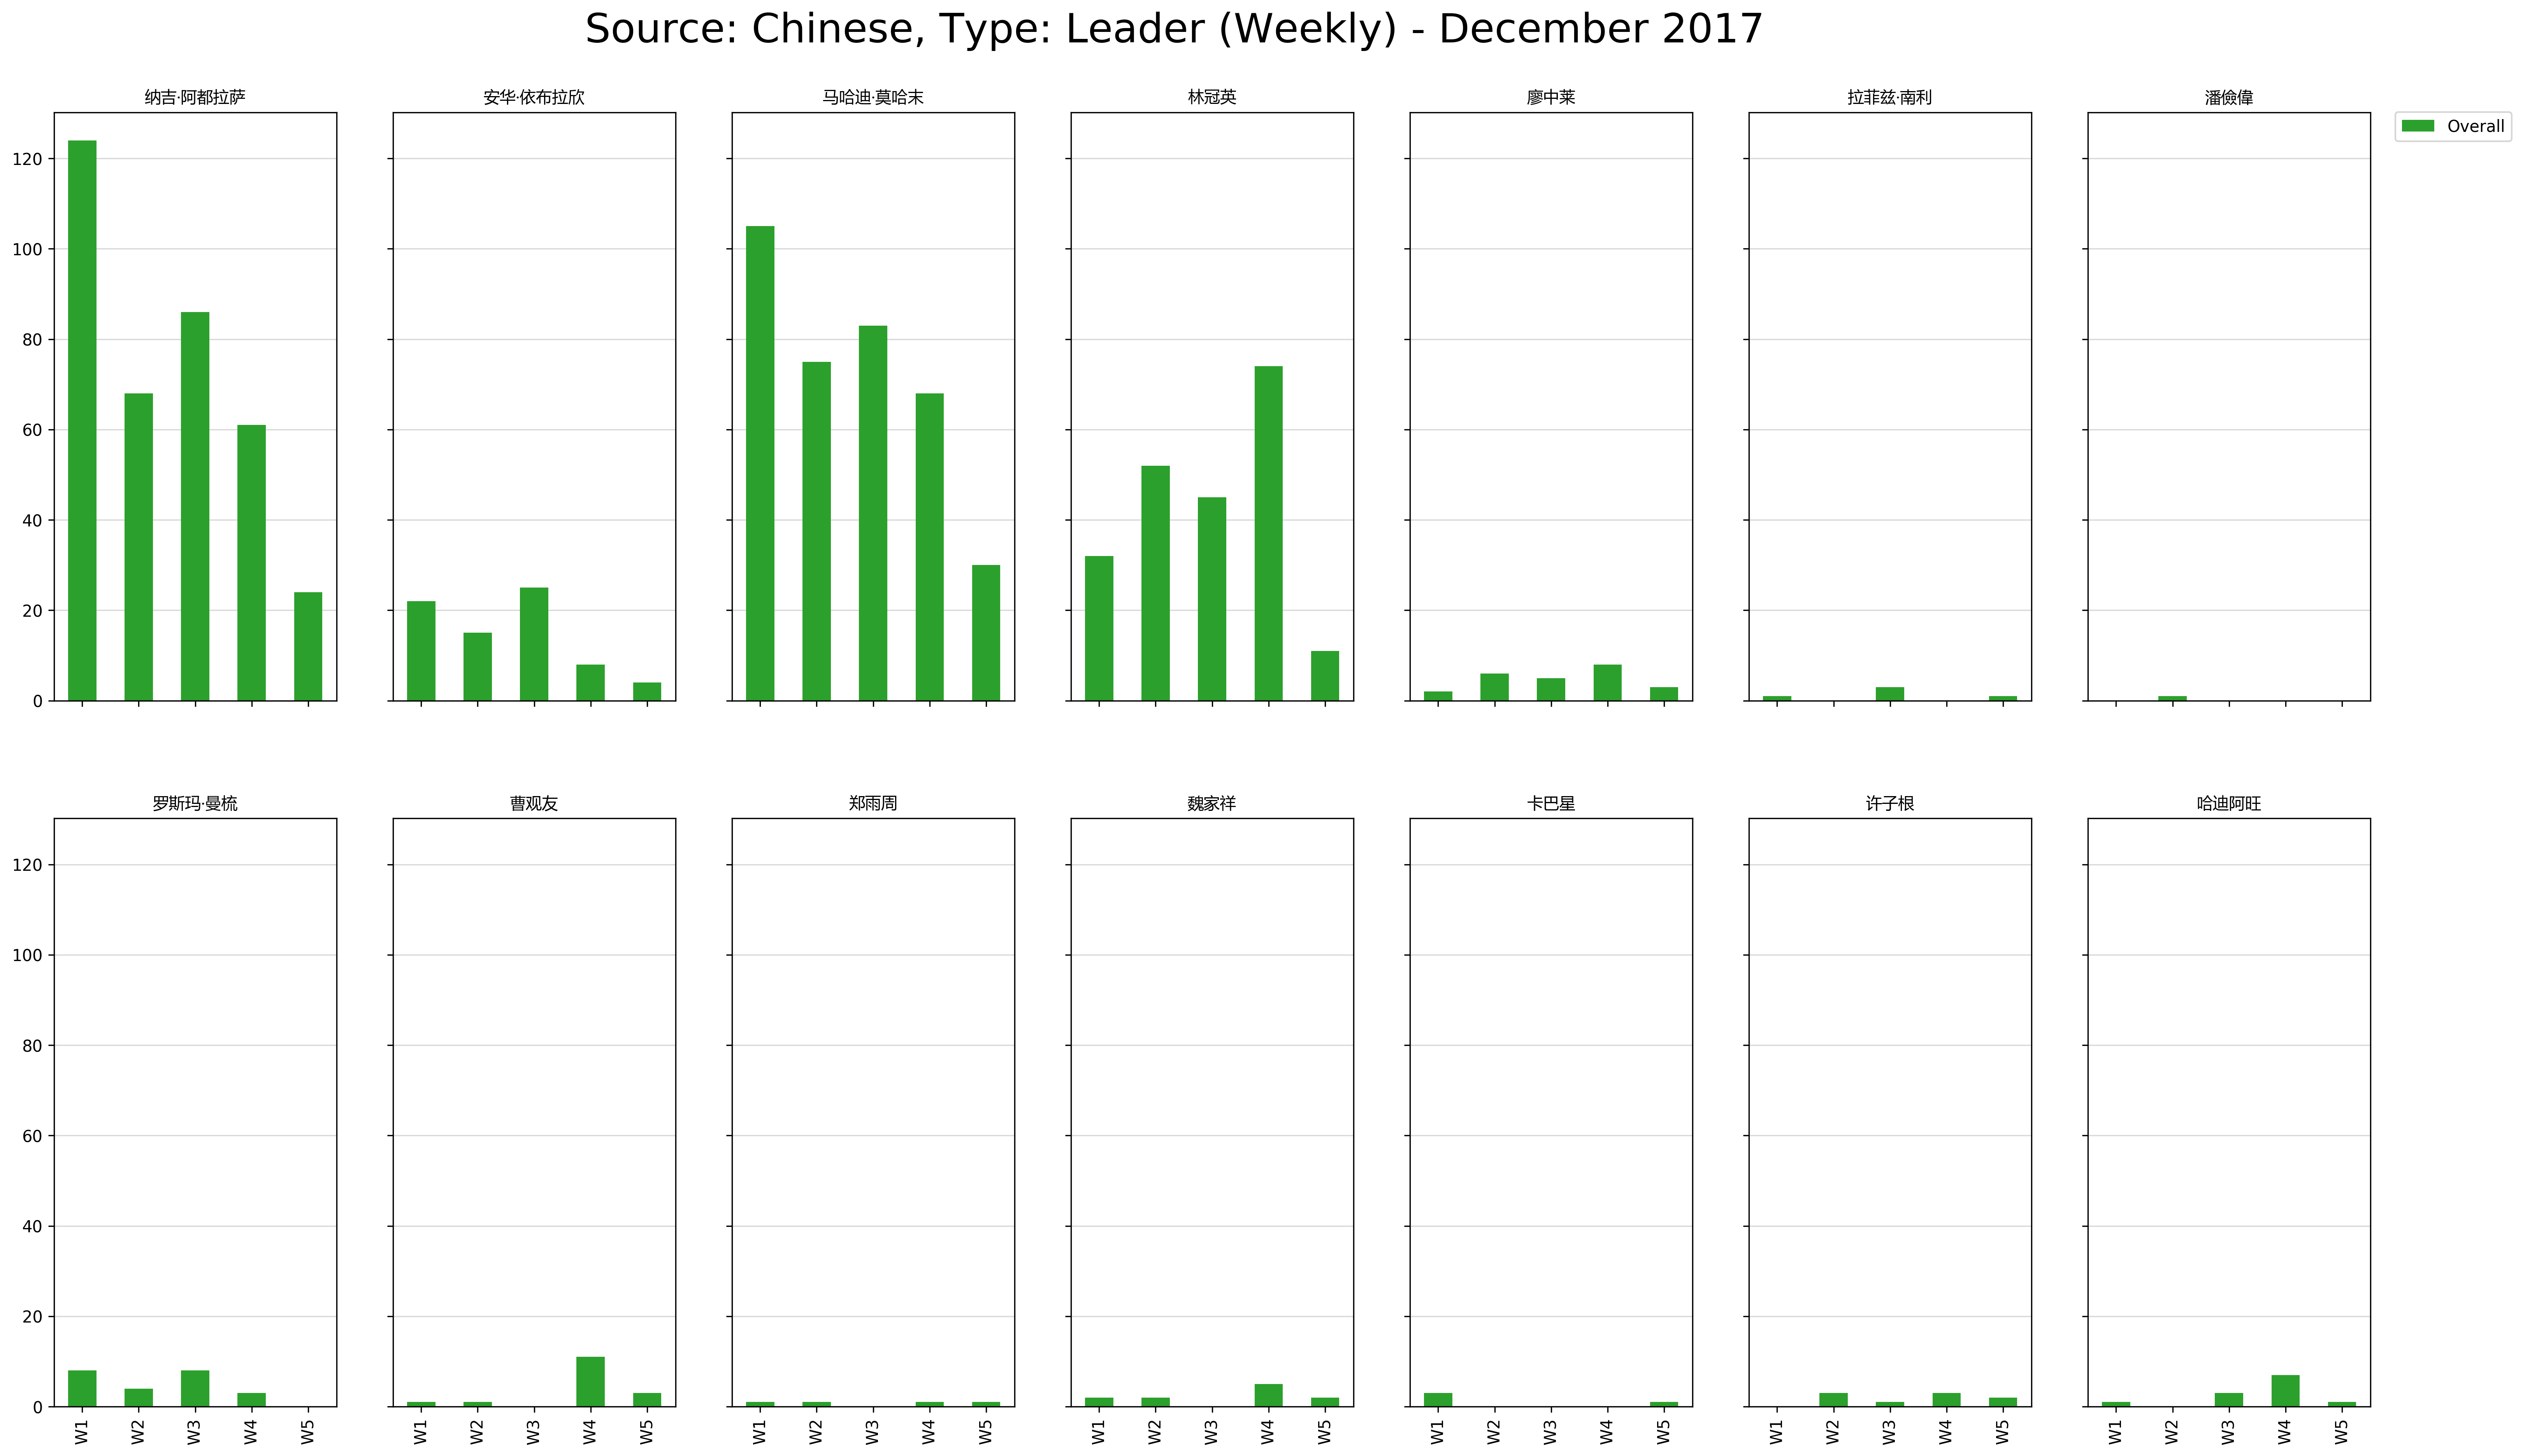 Source: Chinese, Type: Leader (Weekly) - December 2017
纳吉·阿都拉萨
安华·依布拉欣
马哈迪·莫哈末
林冠英
廖中莱
拉菲兹·南利
潘儉偉
Overall
120
100
80
60
40
20
0
罗斯玛·曼梳
曹观友
郑雨周
魏家祥
卡巴星
许子根
哈迪阿旺
120
100
80
60
40
20
0
W1 W2 W3 W4 W5
W1 W2 W3 W4 W5
W1 W2 W3 W4 W5
W1 W2 W3 W4 W5
W1 W2 W3 W4 W5
W1 W2 W3 W4 W5
W1 W2 W3 W4 W5